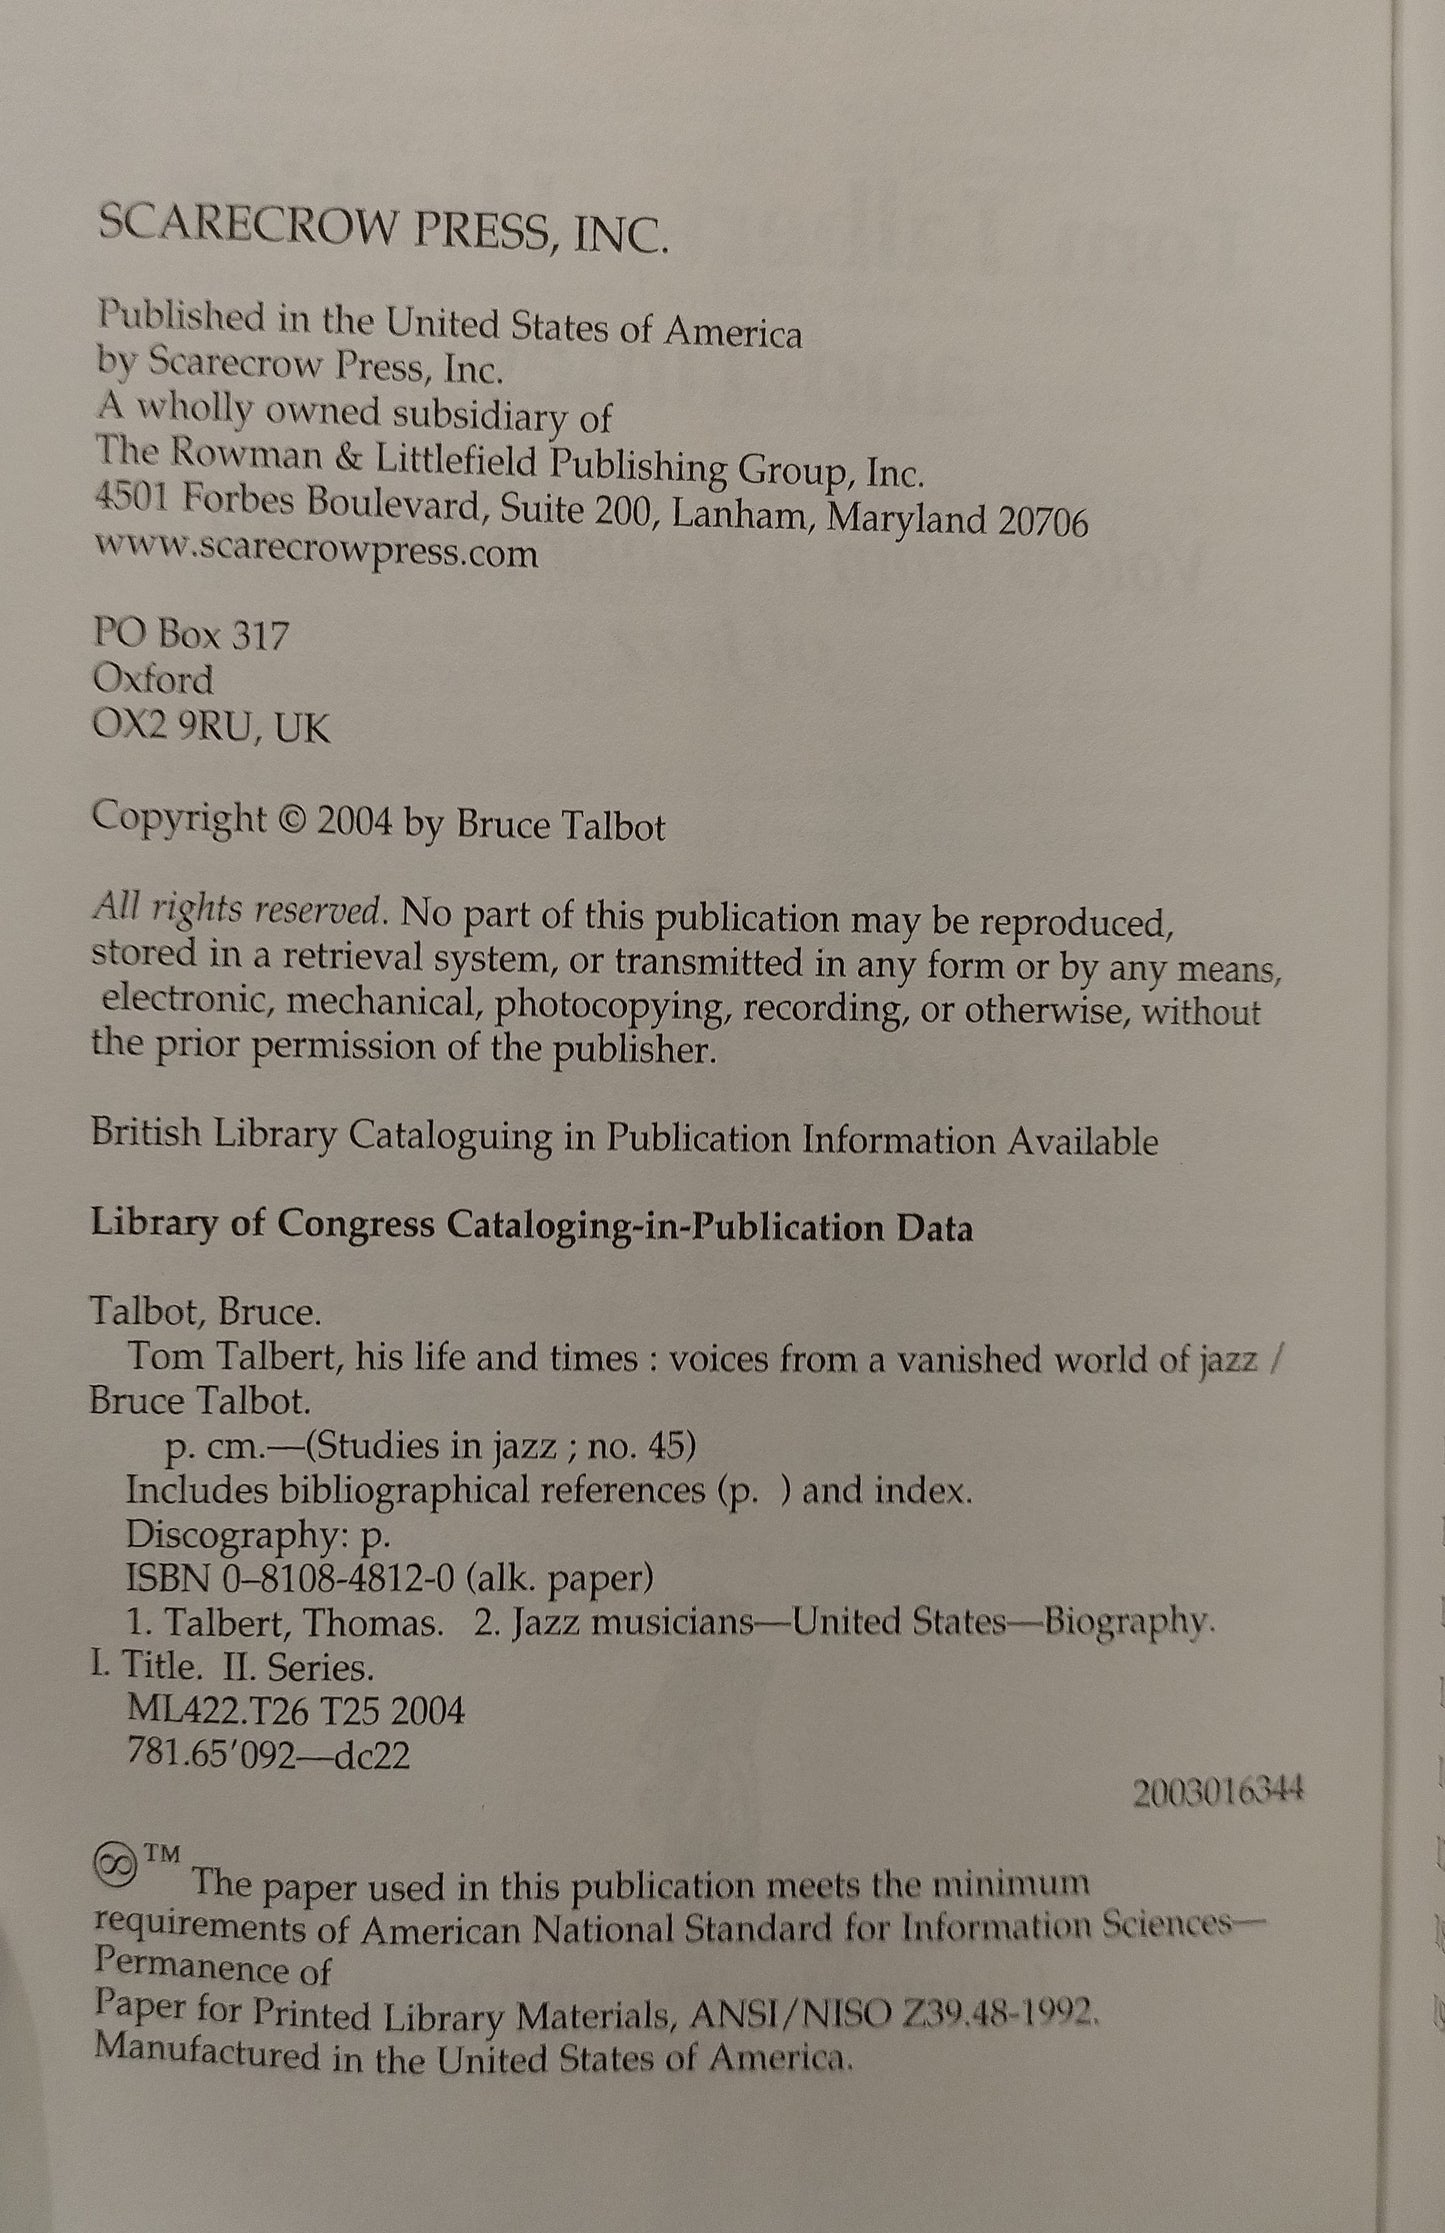 SCARECROW PRESS, INC.
Published in the United States of America
by Scarecrow Press, Inc.
A wholly owned subsidiary of
The Rowman & Littlefield Publishing Group, Inc.
4501 Forbes Boulevard, Suite 200, Lanham, Maryland 20706
www.scarecrowpress.com
PO Box 317
Oxford
OX2 9RU, UK
Copyright © 2004 by Bruce Talbot
All rights reserved. No part of this publication may be reproduced,
stored in a retrieval system, or transmitted in any form or by any means,
electronic, mechanical, photocopying, recording, or otherwise, without
the prior permission of the publisher.
British Library Cataloguing in Publication Information Available
Library of Congress Cataloging-in-Publication Data
Talbot, Bruce.
Tom Talbert, his life and times : voices from a vanished world of jazz /
Bruce Talbot.
p. cm.—(Studies in jazz ; no. 45)
Includes bibliographical references (p. ) and index.
Discography: p.
ISBN 0–8108-4812-0 (alk. paper)
1. Talbert, Thomas. 2. Jazz musicians—United States—Biography.
I. Title. II. Series.
ML422.T26 T25 2004
781.65'092—dc22
2003016344
∞™ The paper used in this publication meets the minimum
requirements of American National Standard for Information Sciences—
Permanence of
Paper for Printed Library Materials, ANSI/NISO Z39.48-1992.
Manufactured in the United States of America.